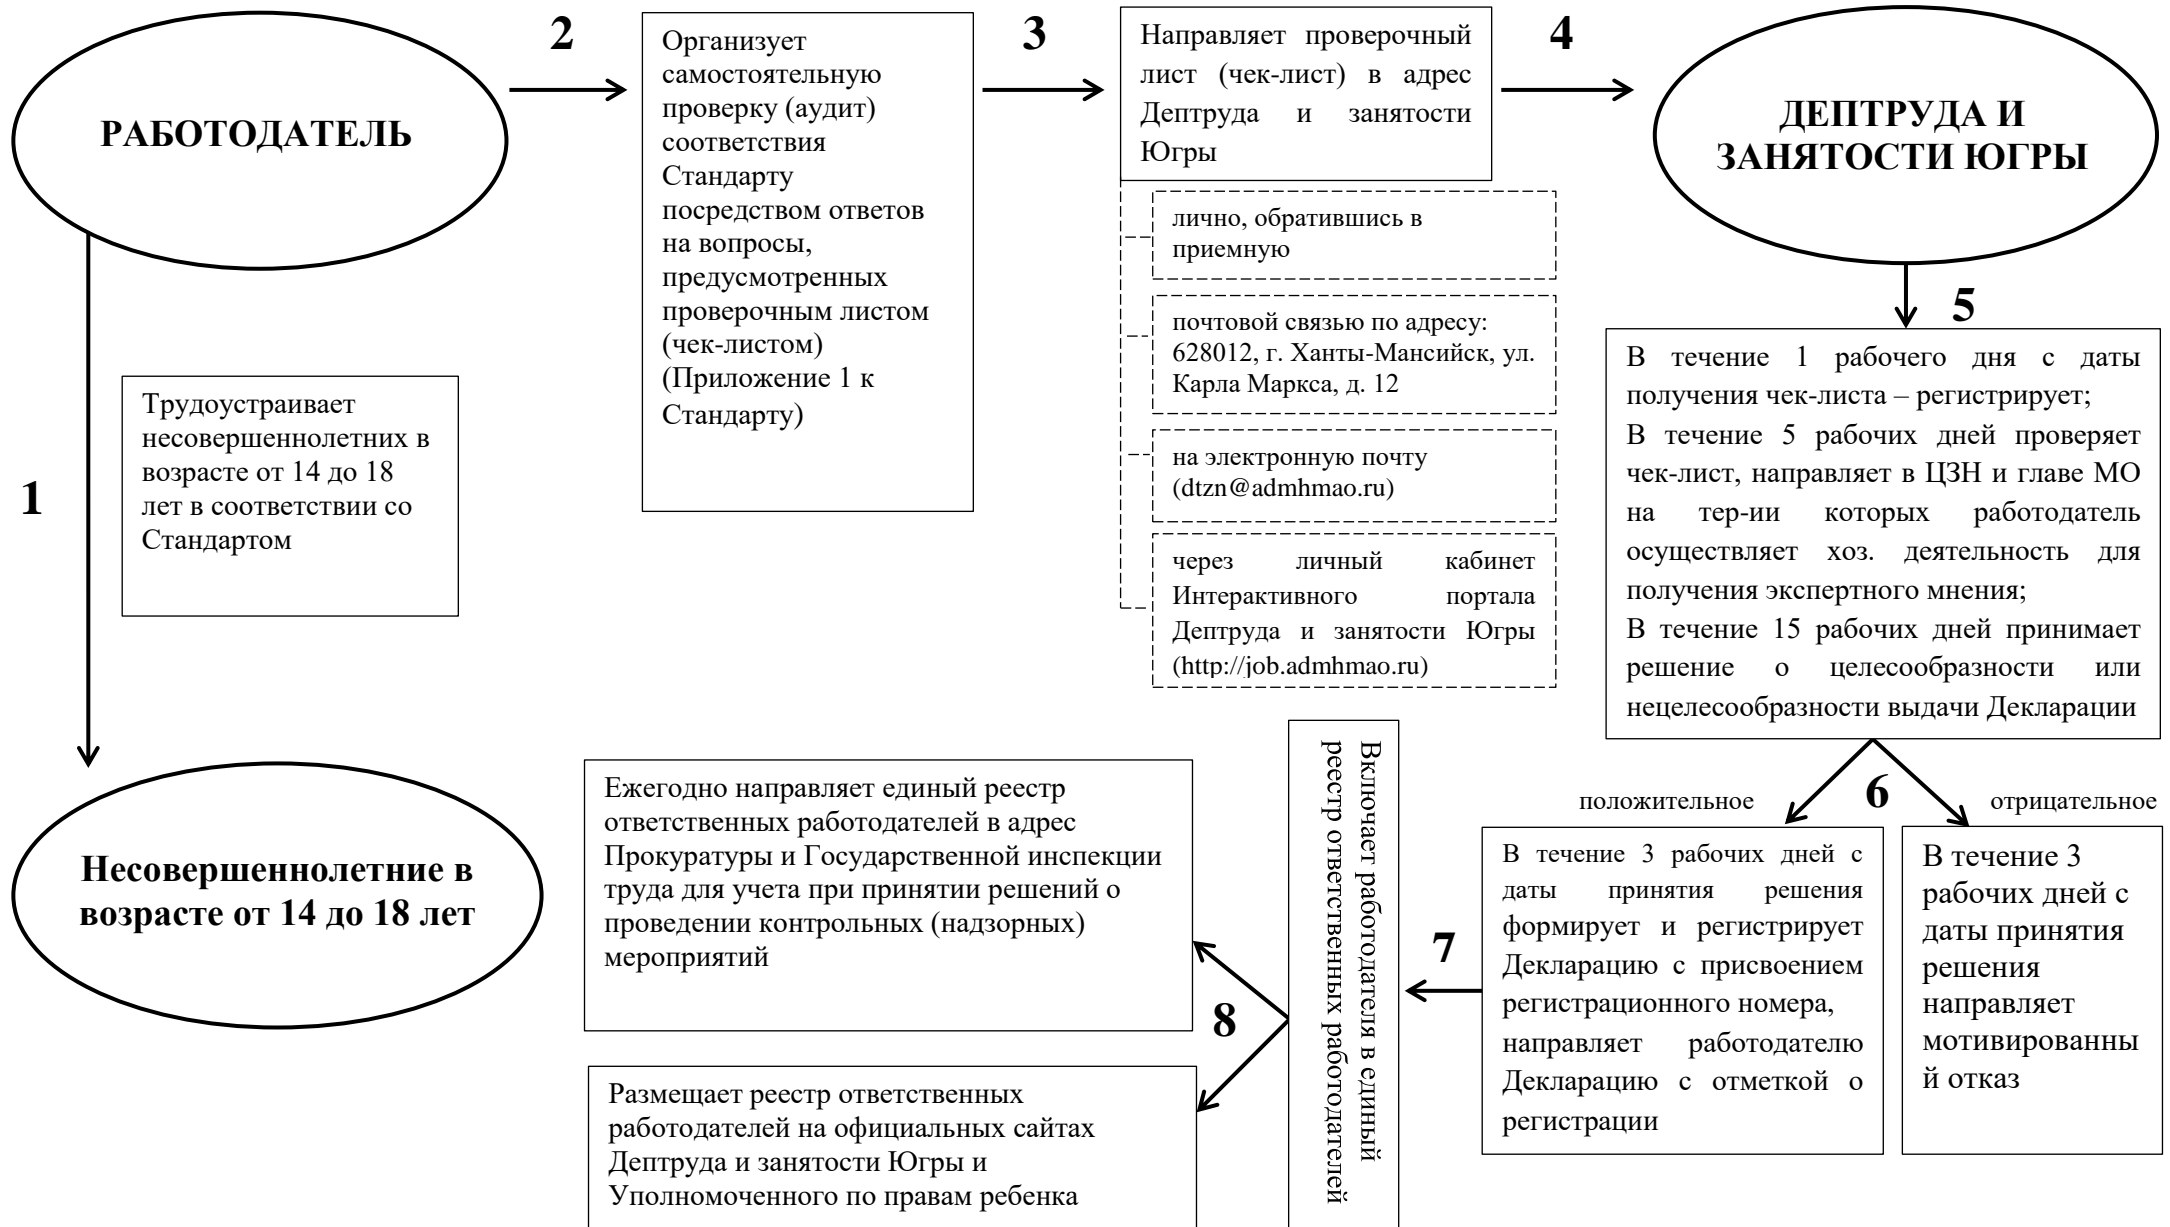 РАБОТОДАТЕЛЬ
1
Трудоустраивает
несовершеннолетних в
возрасте от 14 до 18
лет в соответствии со
Стандартом
Несовершеннолетние в
возрасте от 14 до 18 лет
2
Организует
самостоятельную
проверку (аудит)
соответствия
Стандарту
посредством ответов
на вопросы,
предусмотренных
проверочным листом
(чек-листом)
(Приложение 1 к
Стандарту)
3
Направляет проверочный
лист (чек-лист) в адрес
Дептруда и занятости
Югры
лично, обратившись в
приемную
почтовой связью по адресу:
628012, г. Ханты-Мансийск, ул.
Карла Маркса, д. 12
на электронную почту
(dtzn@admhmao.ru)
через личный кабинет
Интерактивного портала
Дептруда и занятости Югры
(http://job.admhmao.ru)
4
ДЕПТРУДА И
ЗАНЯТОСТИ ЮГРЫ
5
В течение 1 рабочего дня с даты
получения чек-листа – регистрирует;
В течение 5 рабочих дней проверяет
чек-лист, направляет в ЦЗН и главе МО
на тер-ии которых работодатель
осуществляет хоз. деятельность для
получения экспертного мнения;
В течение 15 рабочих дней принимает
решение о целесообразности или
нецелесообразности выдачи Декларации
6
положительное
отрицательное
В течение 3 рабочих дней с
даты принятия решения
формирует и регистрирует
Декларацию с присвоением
регистрационного номера,
направляет работодателю
Декларацию с отметкой о
регистрации
В течение 3
рабочих дней с
даты принятия
решения
направляет
мотивированны
й отказ
7
Включает работодателя в единый
реестр ответственных работодателей
8
Ежегодно направляет единый реестр
ответственных работодателей в адрес
Прокуратуры и Государственной инспекции
труда для учета при принятии решений о
проведении контрольных (надзорных)
мероприятий
Размещает реестр ответственных
работодателей на официальных сайтах
Дептруда и занятости Югры и
Уполномоченного по правам ребенка